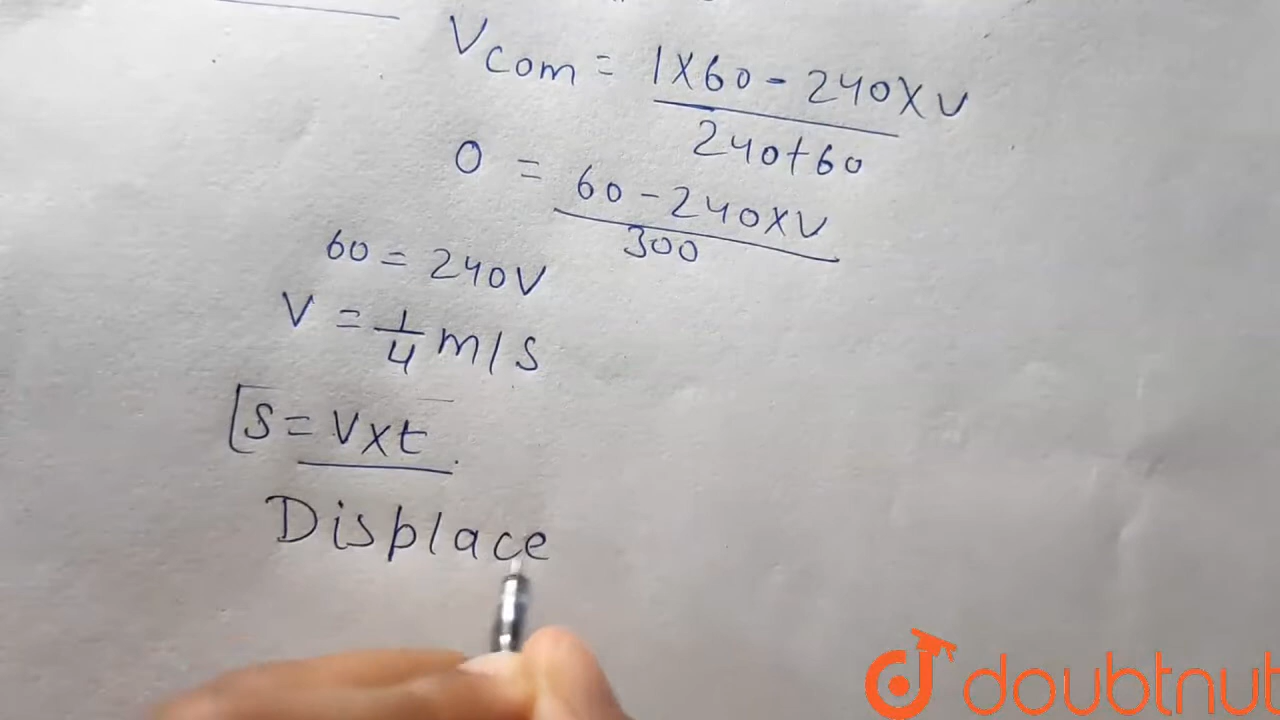 Vcom = 1×60-240×v
240+60
0 = 60-240×v
300
60 = 240v
V = 1/4 m/s
[S = v×t.
Displace
doubtnut